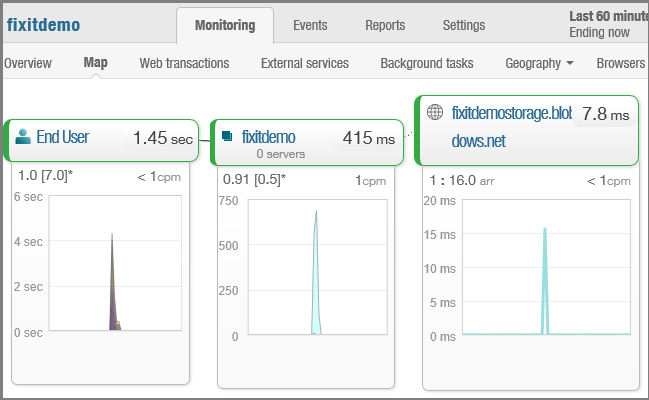 fixitdemo
Monitoring
Events
Reports
Settings
Last 60 minute
Ending now
Overview
Map
Web transactions
External services
Background tasks
Geography
Browsers
End User
1.45 sec
1.0 [7.0]*
< 1cpm
6 sec
4 sec
2 sec
0 sec
fixitdemo
415 ms
0 servers
0.91 [0.5]*
1cpm
750
500
250
0
fixitdemostorage.blob
7.8 ms
dows.net
1 : 16.0 arr
< 1cpm
20 ms
15 ms
10 ms
5 ms
0 ms